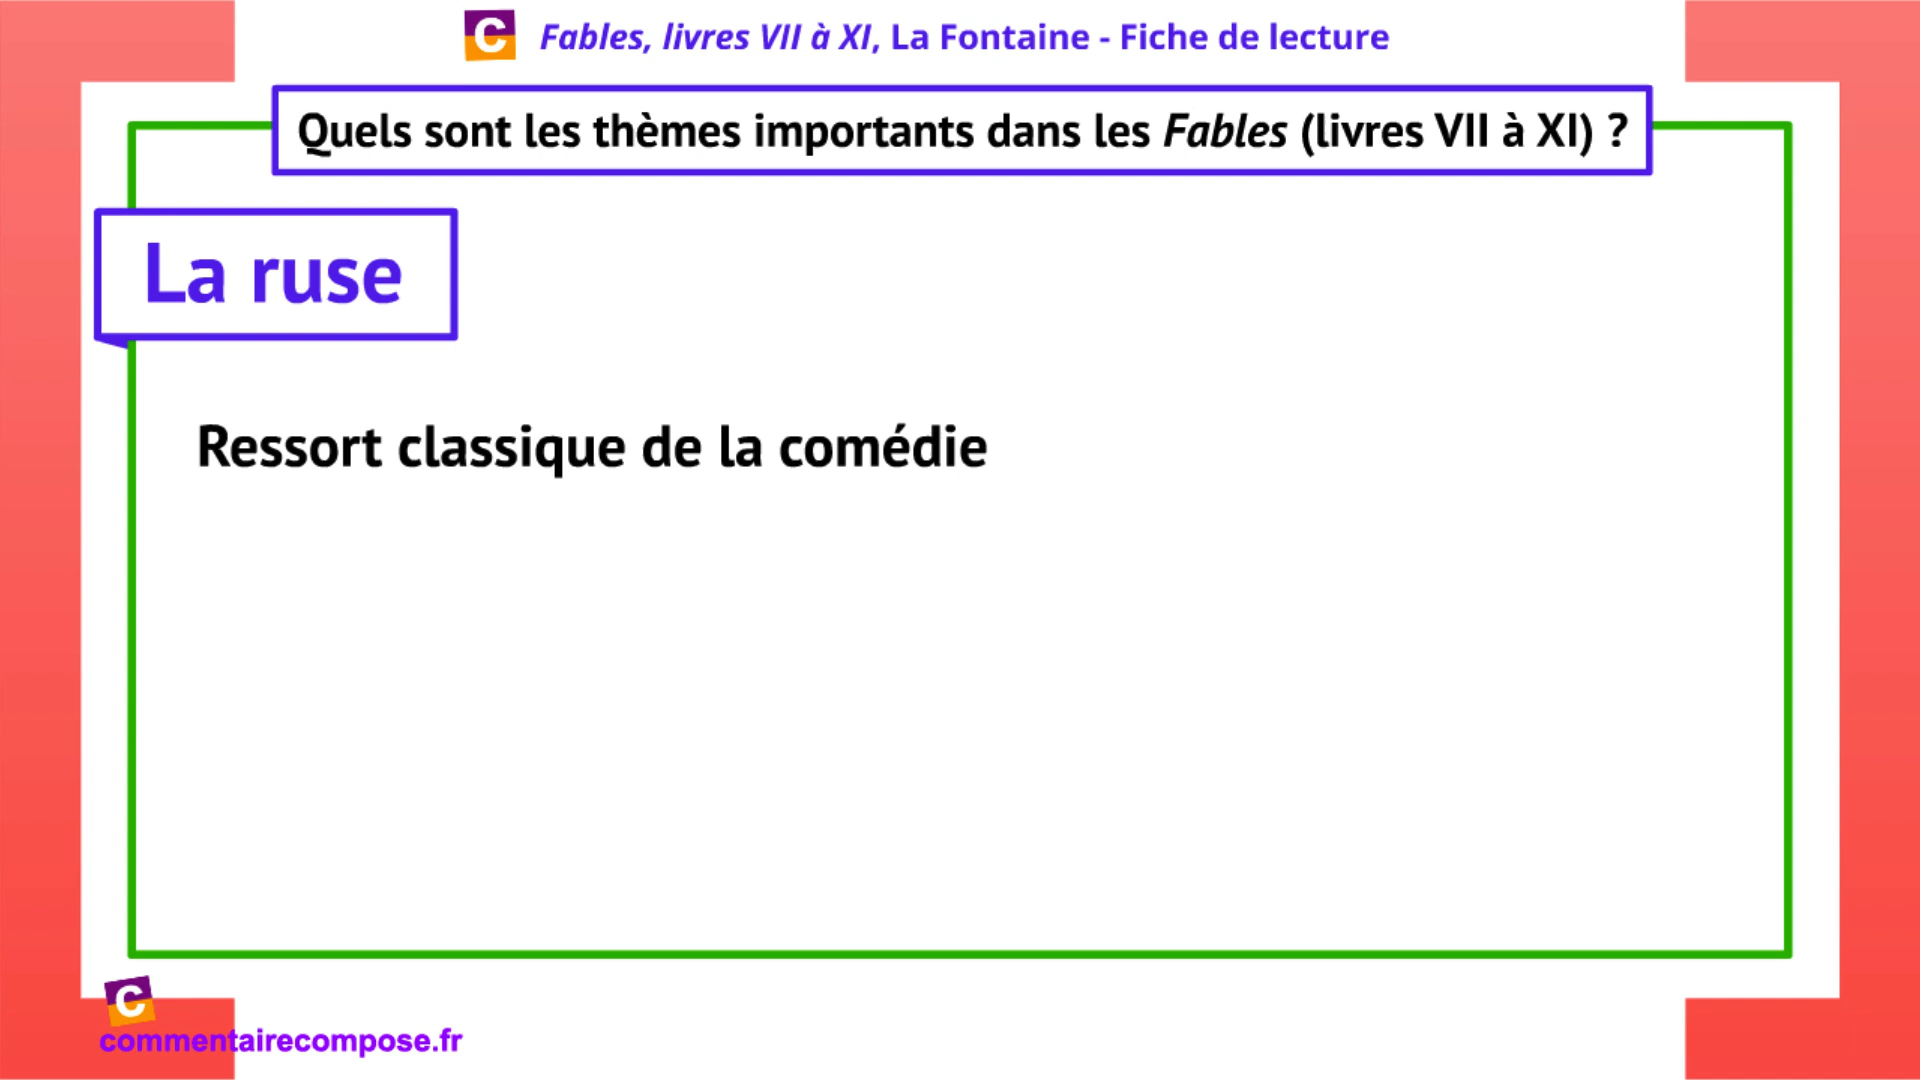 C
Fables, livres VII à XI, La Fontaine - Fiche de lecture
Quels sont les thèmes importants dans les Fables (livres VII à XI) ?
La ruse
Ressort classique de la comédie
C
commentairecompose.fr